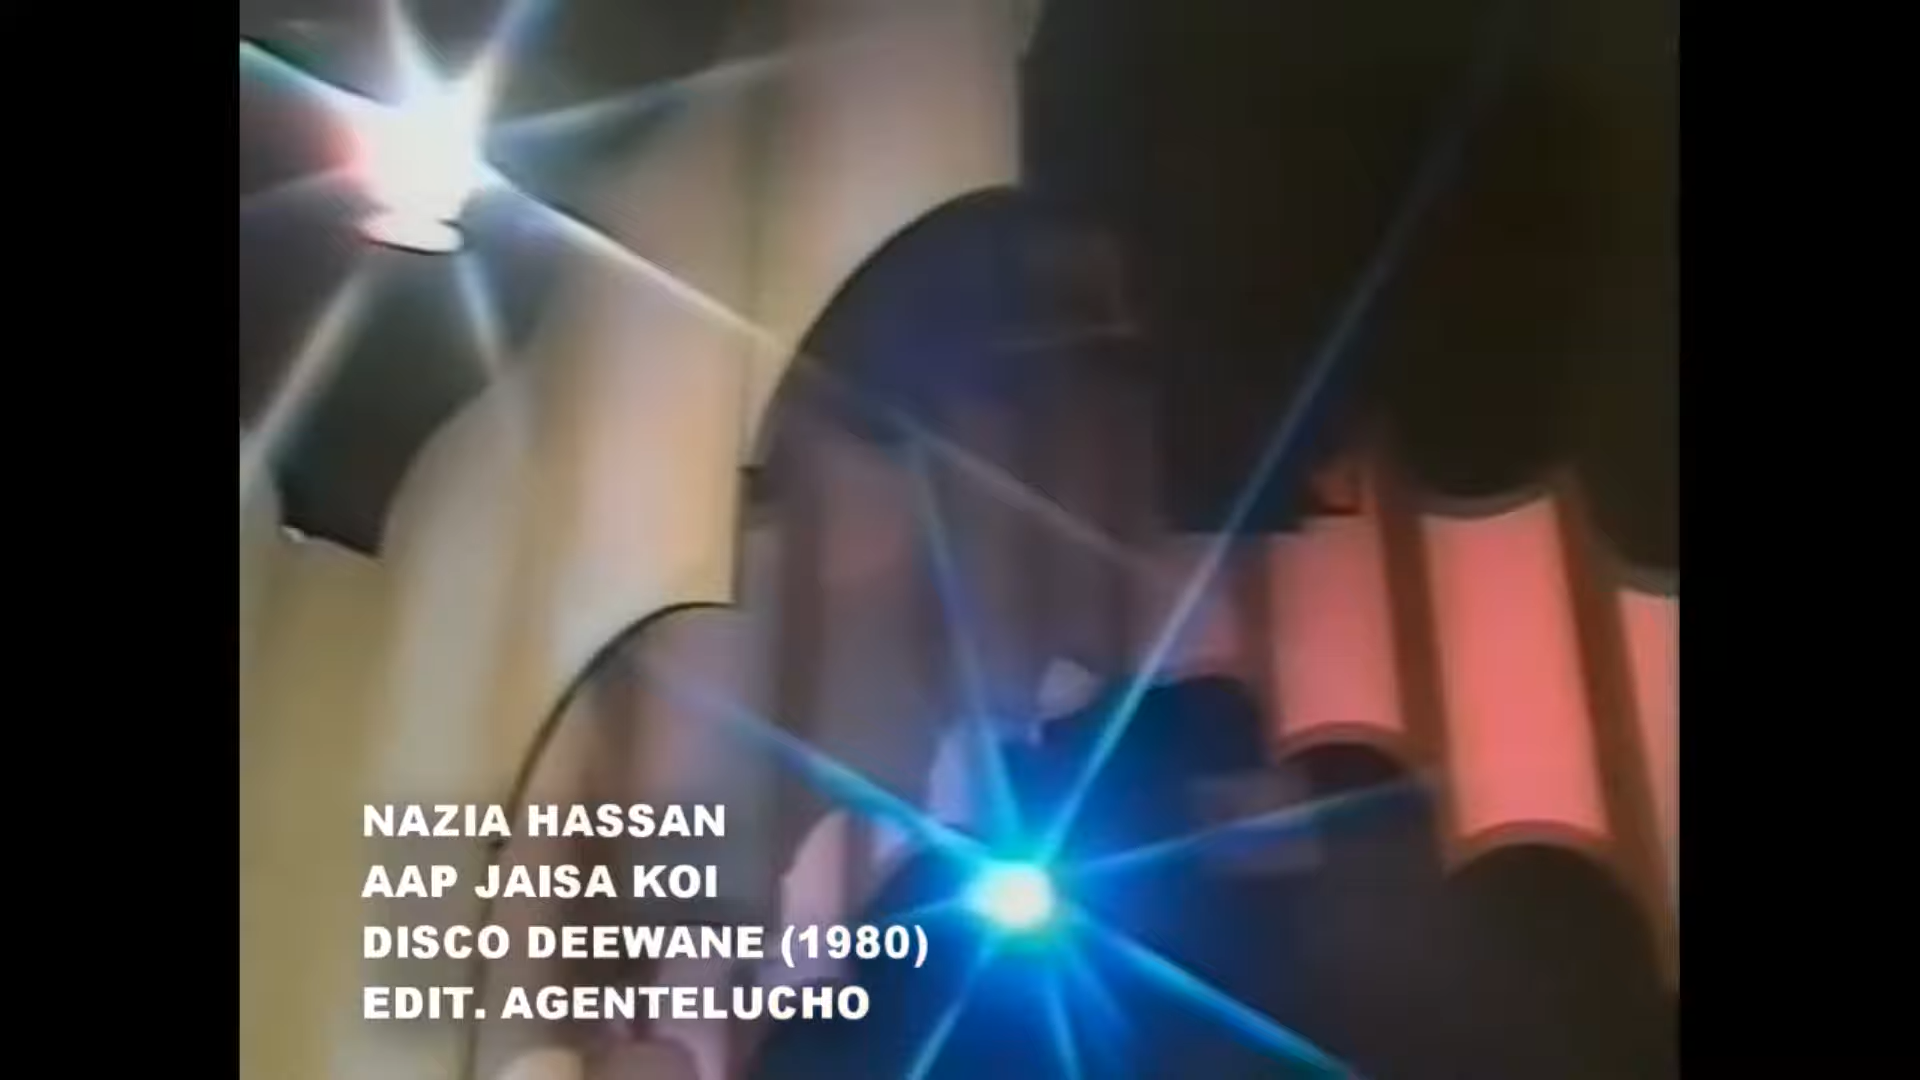 NAZIA HASSAN
AAP JAISA KOI
DISCO DEEWANE (1980)
EDIT. AGENTELUCHO